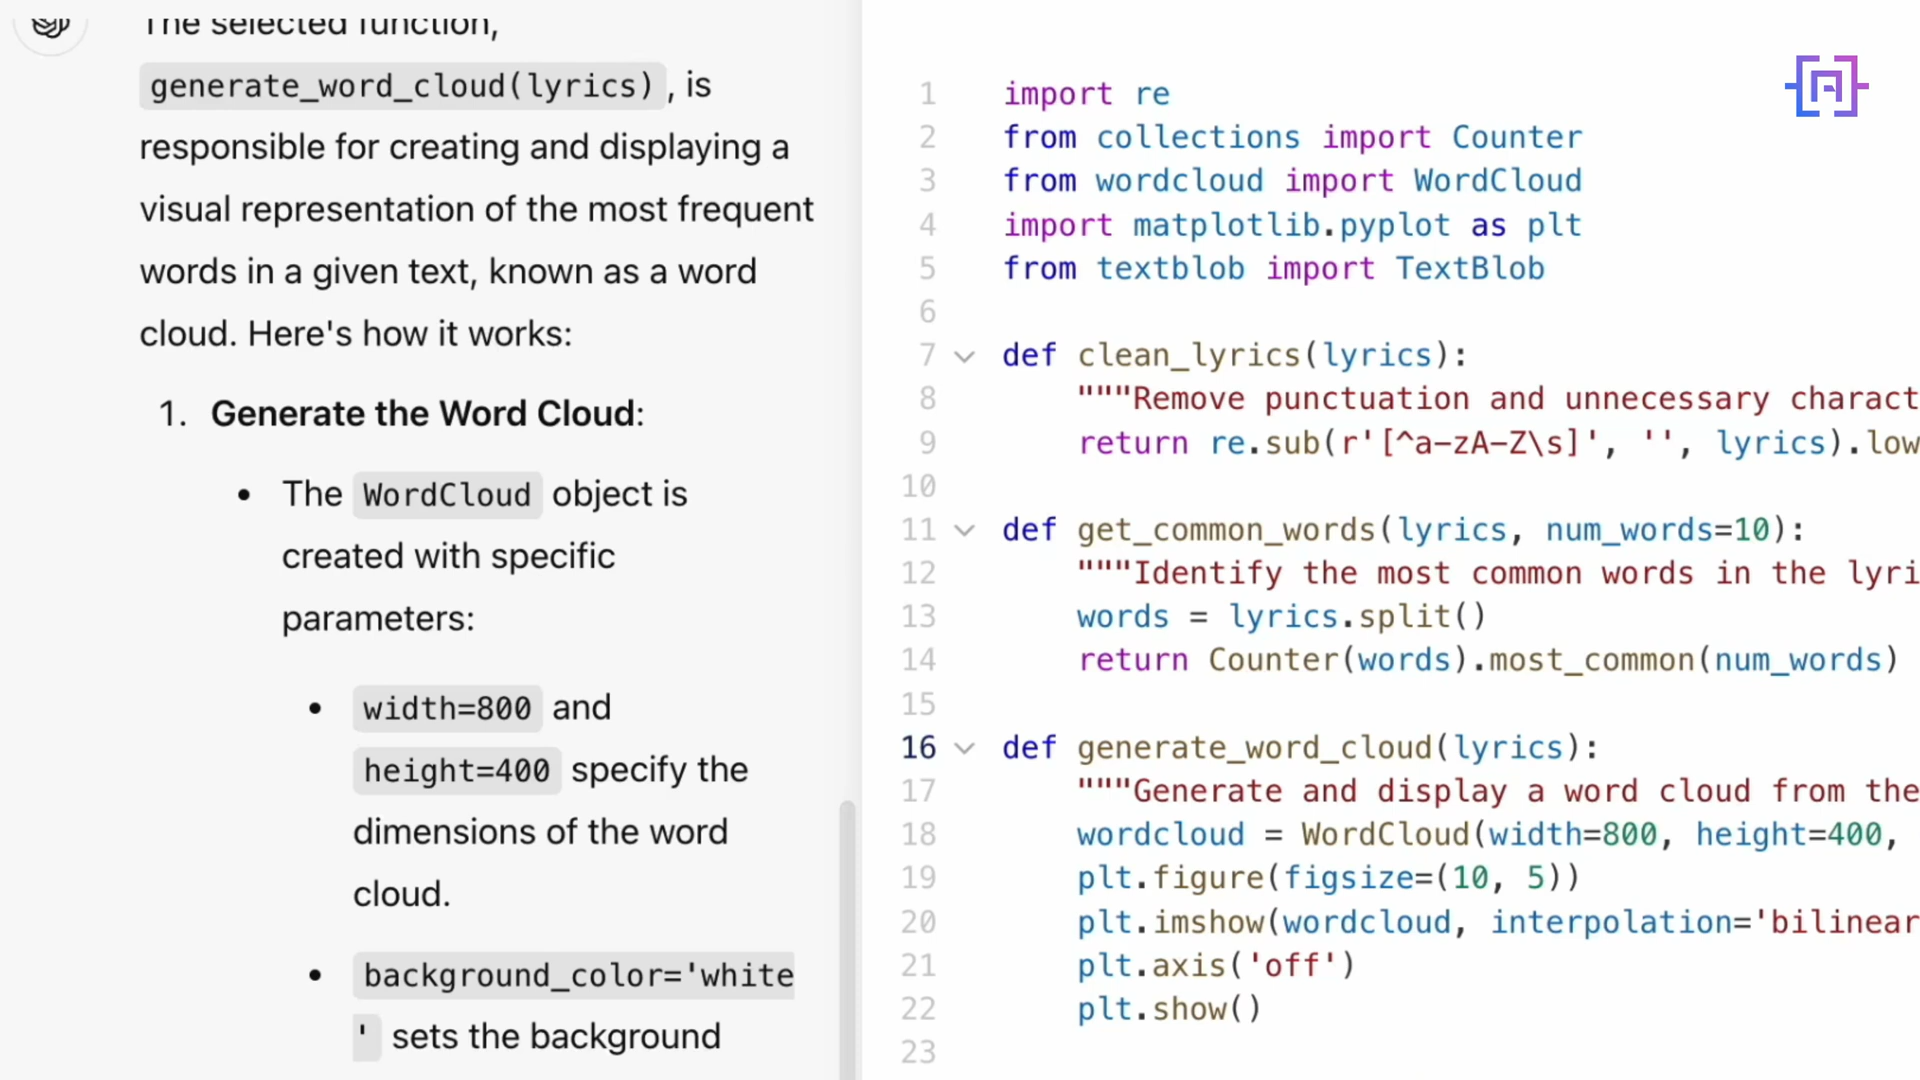 The selected function,
generate_word_cloud(lyrics), is
responsible for creating and displaying a
visual representation of the most frequent
words in a given text, known as a word
cloud. Here's how it works:
1. Generate the Word Cloud:
• The WordCloud object is
created with specific
parameters:
• width=800 and
height=400 specify the
dimensions of the word
cloud.
• background_color='white
' sets the background
1 import re
2 from collections import Counter
3 from wordcloud import WordCloud
4 import matplotlib.pyplot as plt
5 from textblob import TextBlob
6
7 def clean_lyrics(lyrics):
8 """Remove punctuation and unnecessary charact
9 return re.sub(r'[^a-zA-Z\s]', '', lyrics).low
10
11 def get_common_words(lyrics, num_words=10):
12 """Identify the most common words in the lyri
13 words = lyrics.split()
14 return Counter(words).most_common(num_words)
15
16 def generate_word_cloud(lyrics):
17 """Generate and display a word cloud from the
18 wordcloud = WordCloud(width=800, height=400,
19 plt.figure(figsize=(10, 5))
20 plt.imshow(wordcloud, interpolation='bilinear
21 plt.axis('off')
22 plt.show()
23